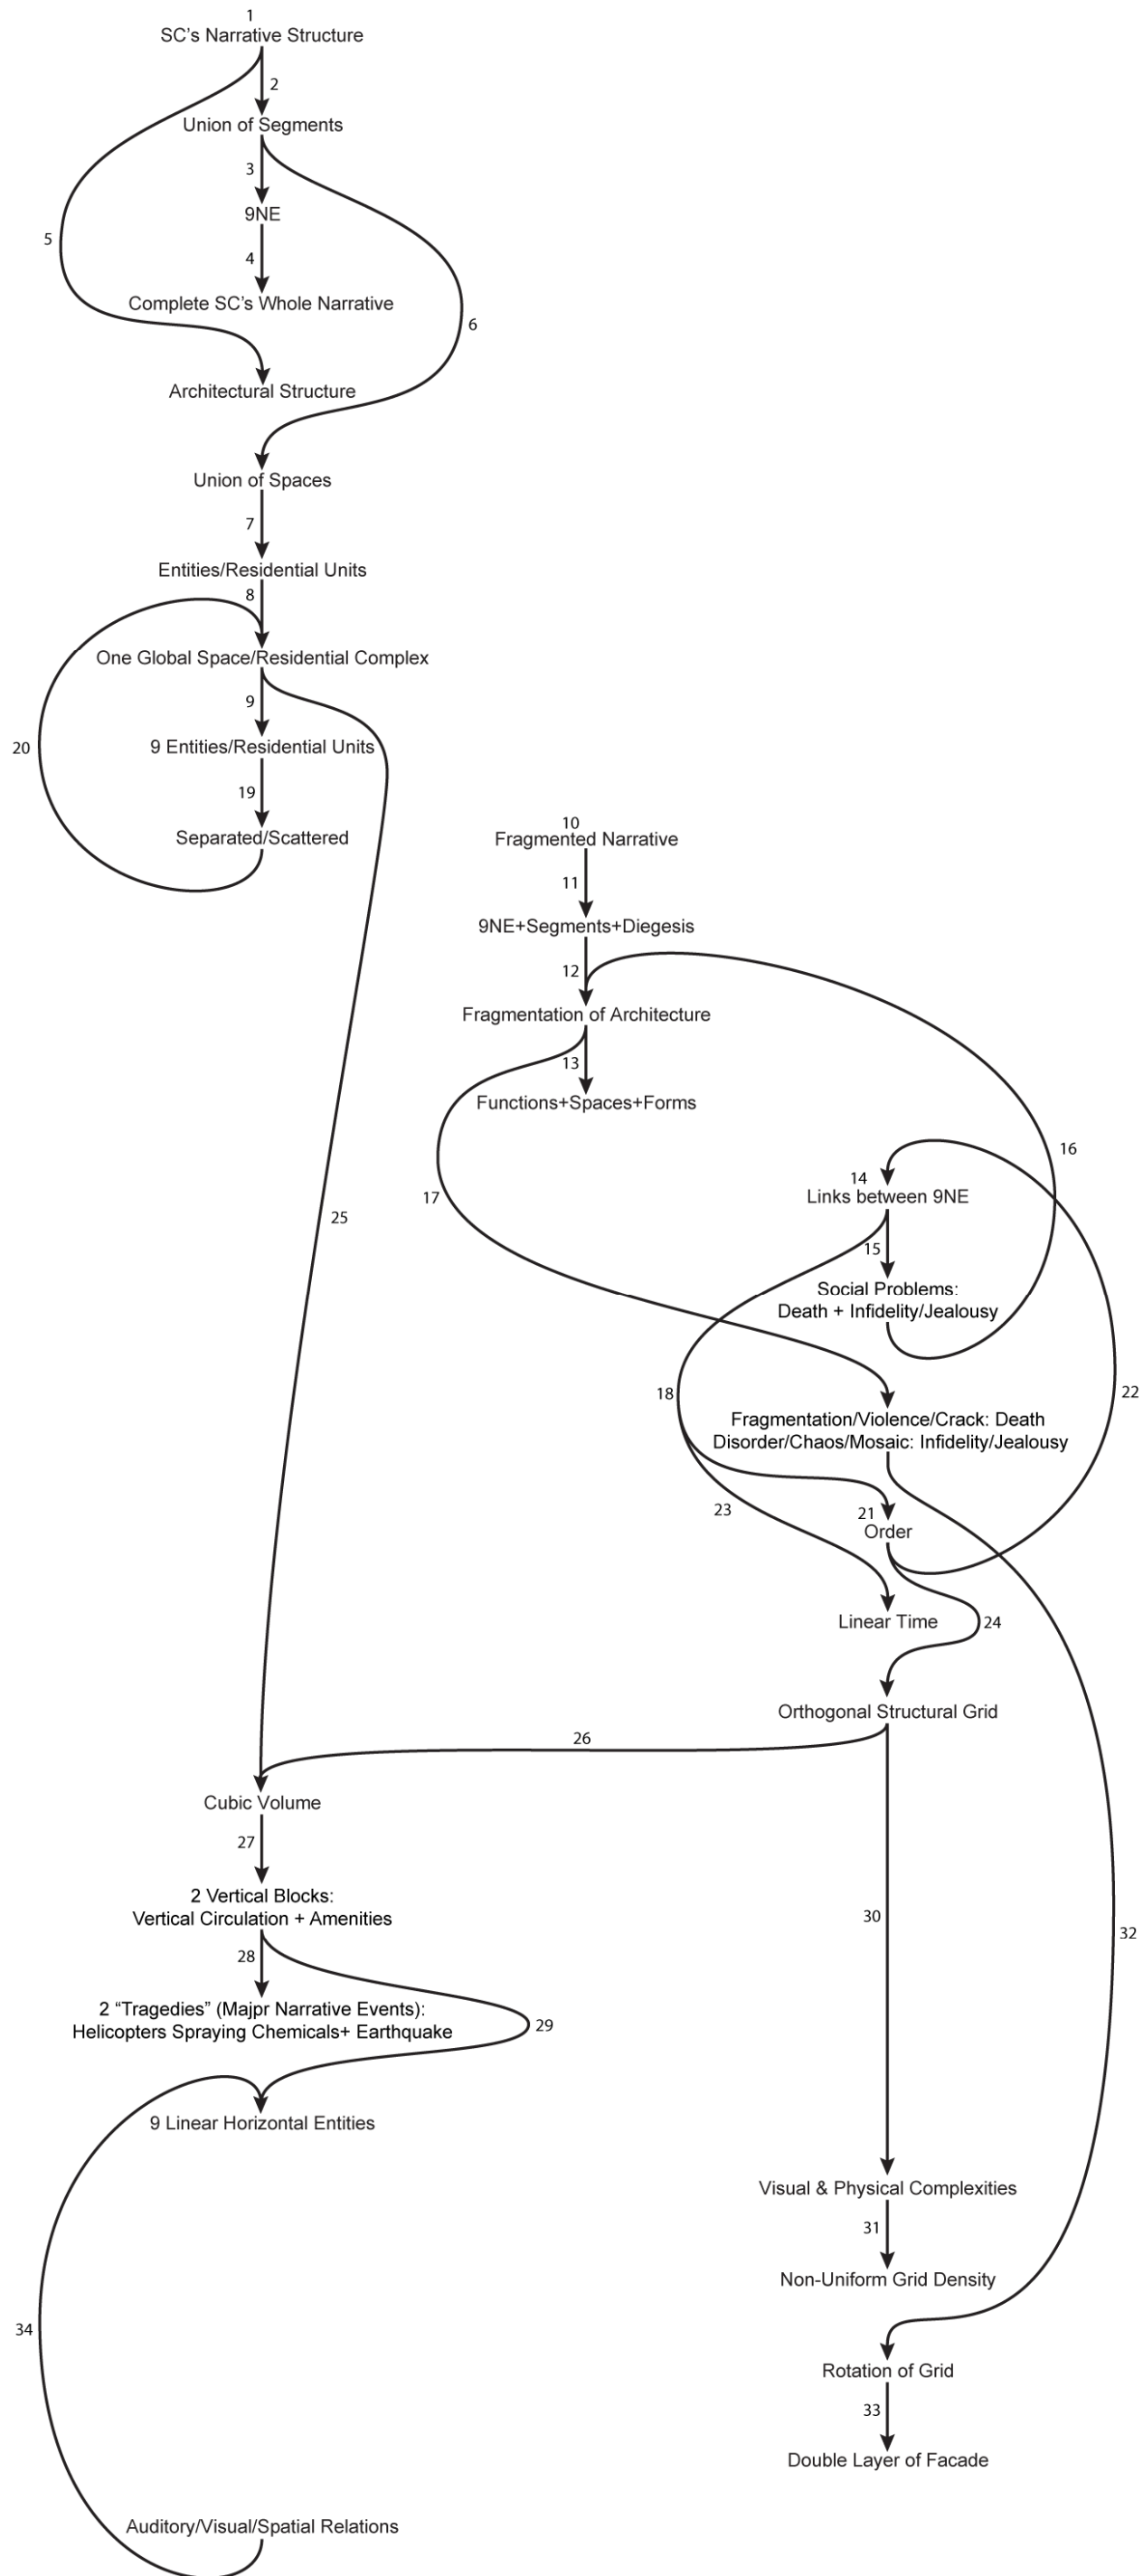 1
SC's Narrative Structure
2
Union of Segments
3
9NE
5
4
Complete SC's Whole Narrative
6
Architectural Structure
Union of Spaces
7
Entities/Residential Units
8
One Global Space/Residential Complex
9
20
9 Entities/Residential Units
19
Separated/Scattered
10
Fragmented Narrative
11
9NE+Segments+Diegesis
12
Fragmentation of Architecture
13
Functions+Spaces+Forms
16
14
17
Links between 9NE
25
15
Social Problems:
Death + Infidelity/Jealousy
18
22
Fragmentation/Violence/Crack: Death
Disorder/Chaos/Mosaic: Infidelity/Jealousy
23
21
Order
Linear Time
24
Orthogonal Structural Grid
26
Cubic Volume
27
2 Vertical Blocks:
Vertical Circulation + Amenities
30
32
28
2 “Tragedies” (Majpr Narrative Events):
Helicopters Spraying Chemicals+ Earthquake
29
9 Linear Horizontal Entities
Visual & Physical Complexities
31
Non-Uniform Grid Density
34
Rotation of Grid
33
Double Layer of Facade
Auditory/Visual/Spatial Relations